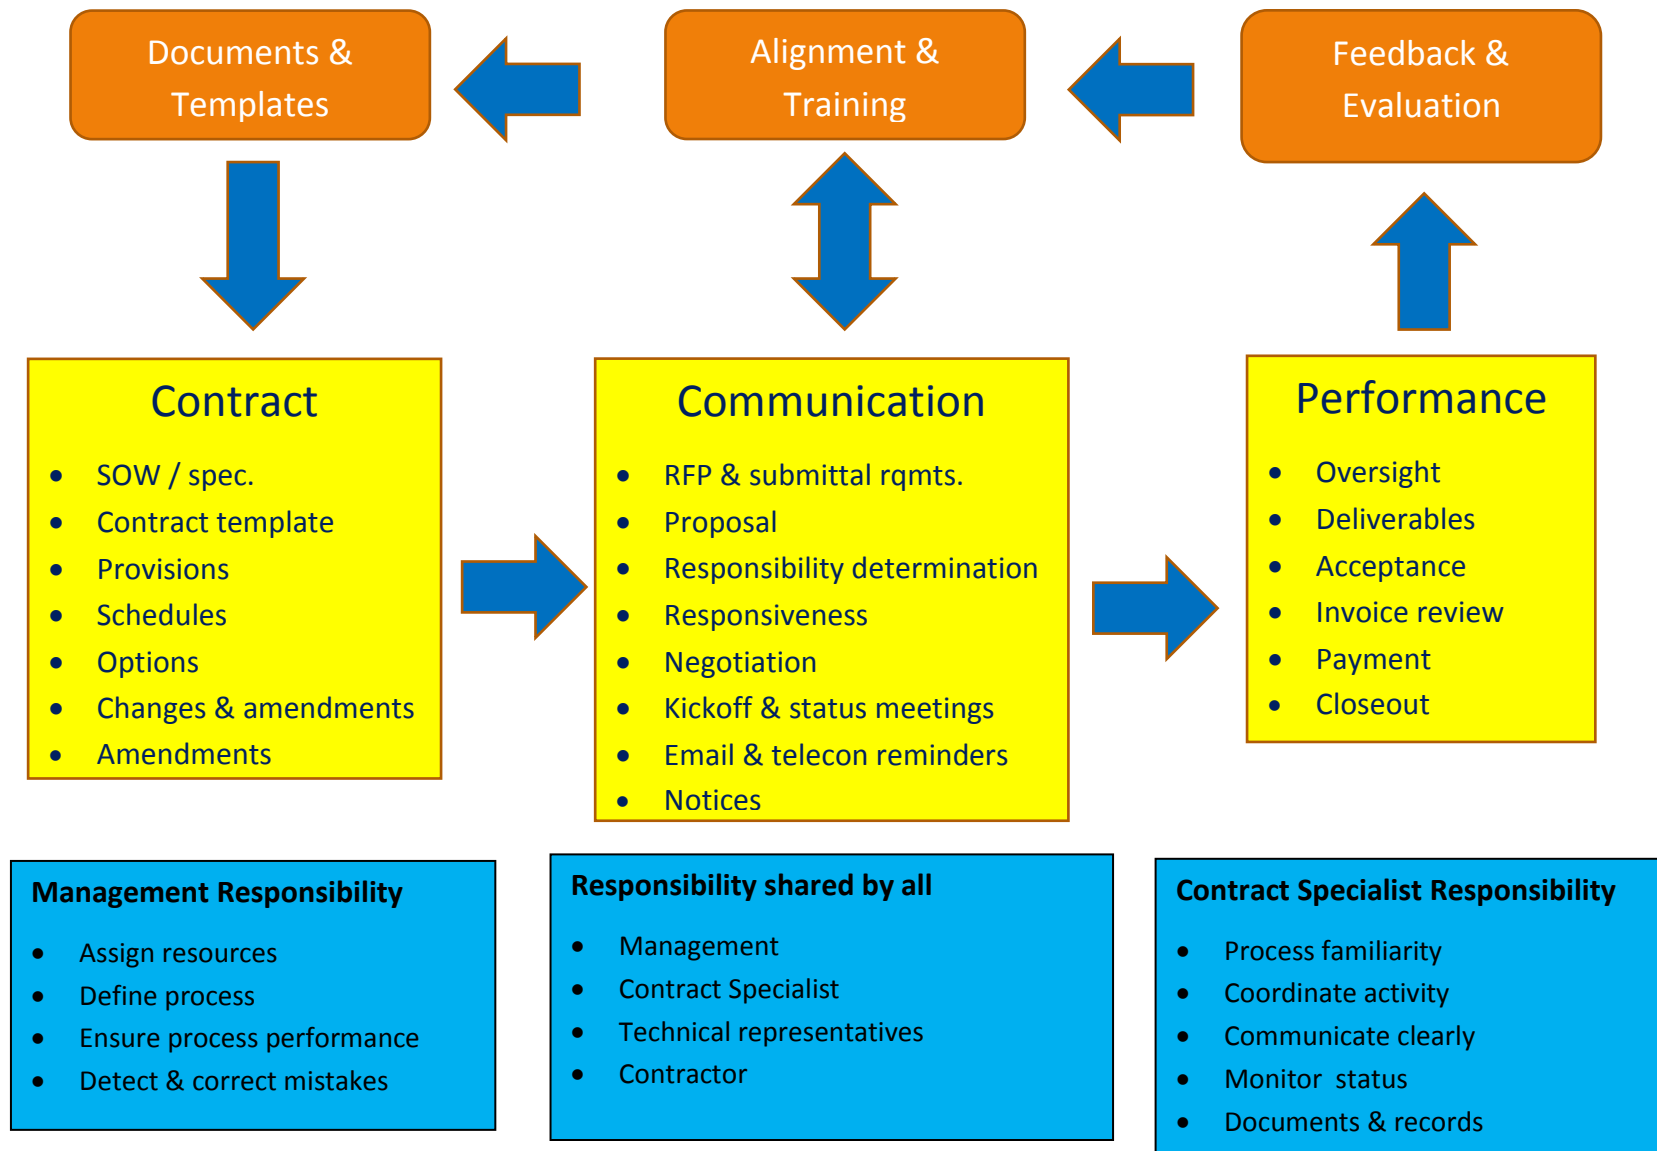 Documents &
Templates
Alignment &
Training
Feedback &
Evaluation
Contract
• SOW / spec.
• Contract template
• Provisions
• Schedules
• Options
• Changes & amendments
• Amendments
Communication
• RFP & submittal rqmts.
• Proposal
• Responsibility determination
• Responsiveness
• Negotiation
• Kickoff & status meetings
• Email & telecon reminders
• Notices
Performance
• Oversight
• Deliverables
• Acceptance
• Invoice review
• Payment
• Closeout
Management Responsibility
• Assign resources
• Define process
• Ensure process performance
• Detect & correct mistakes
Responsibility shared by all
• Management
• Contract Specialist
• Technical representatives
• Contractor
Contract Specialist Responsibility
• Process familiarity
• Coordinate activity
• Communicate clearly
• Monitor  status
• Documents & records